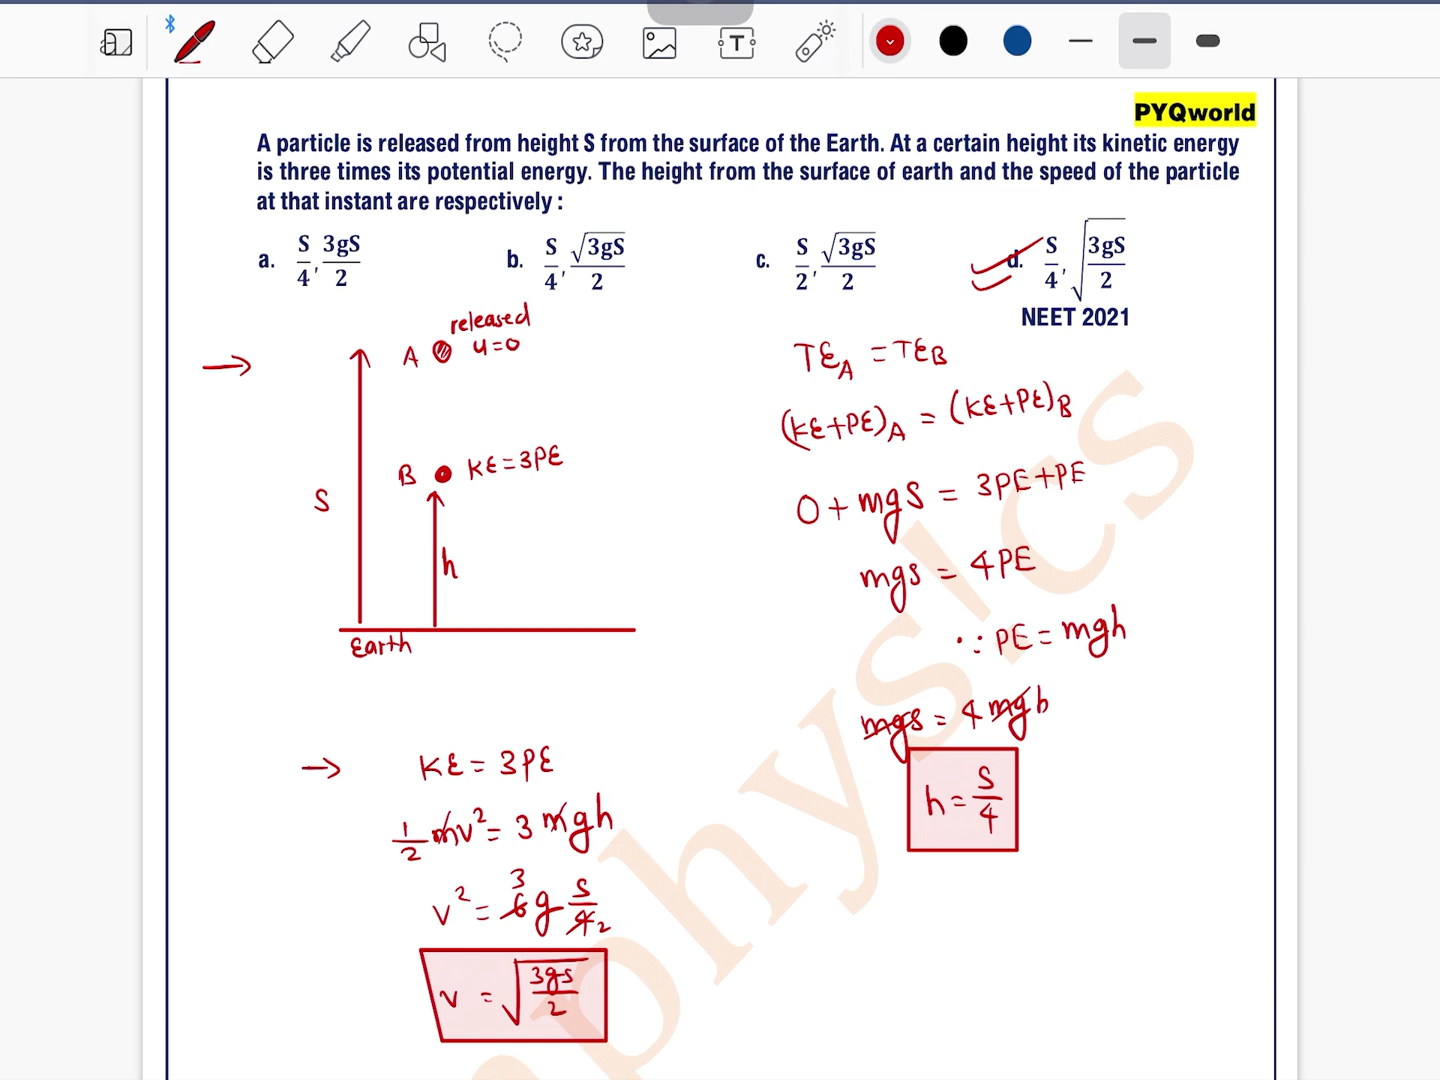 T
PYQworld
A particle is released from height S from the surface of the Earth. At a certain height its kinetic energy
is three times its potential energy. The height from the surface of earth and the speed of the particle
at that instant are respectively :
a. S/4, 3gS/2
b. S/4, √3gS/2
c. S/2, √3gS/2
d. S/4, √(3gS/2)
NEET 2021
released
A u=0
B KE=3PE
S
h
Earth
TE_A = TE_B
(KE+PE)_A = (KE+PE)_B
0 + mgS = 3PE+PE
mgs = 4PE
∵ PE = mgh
mgs = 4 mgh
h = S/4
→ KE = 3PE
1/2 mv² = 3 mgh
3
v² = 6 g S/4 2
v = √(3gs/2)
physics